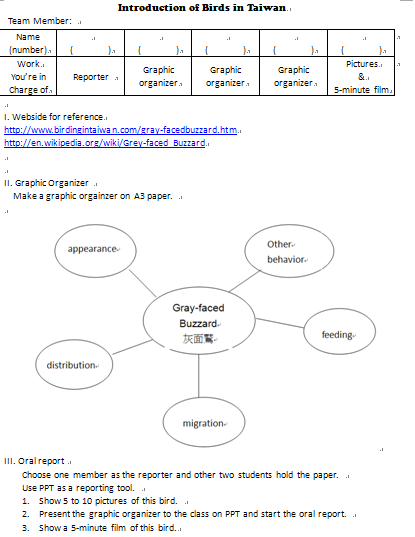 Introduction of Birds in Taiwan.
Team Member:
Name
(number) ( ) ( ) ( ) ( ) ( )
Work
You're in
Charge of
Reporter
Graphic
organizer
Graphic
organizer
Graphic
organizer
Pictures
&
5-minute film
I. Webside for reference.
http://www.birdingintaiwan.com/gray-facedbuzzard.htm
http://en.wikipedia.org/wiki/Grey-faced_Buzzard
II. Graphic Organizer
Make a graphic orgainzer on A3 paper.
appearance
Other
behavior
Gray-faced
Buzzard
灰面鵟
feeding
distribution
migration
III. Oral report
Choose one member as the reporter and other two students hold the paper.
Use PPT as a reporting tool.
1. Show 5 to 10 pictures of this bird.
2. Present the graphic organizer to the class on PPT and start the oral report.
3. Show a 5-minute film of this bird.